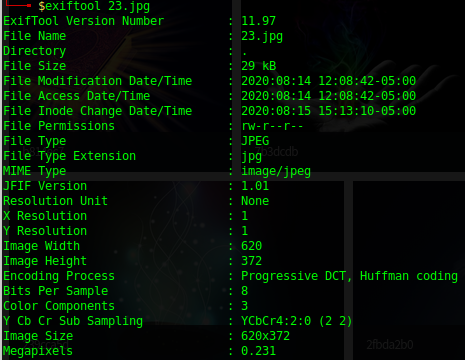 $exiftool 23.jpg
ExifTool Version Number : 11.97
File Name : 23.jpg
Directory : .
File Size : 29 kB
File Modification Date/Time : 2020:08:14 12:08:42-05:00
File Access Date/Time : 2020:08:14 12:08:42-05:00
File Inode Change Date/Time : 2020:08:15 15:13:10-05:00
File Permissions : rw-r--r--
File Type : JPEG
File Type Extension : jpg
MIME Type : image/jpeg
JFIF Version : 1.01
Resolution Unit : None
X Resolution : 1
Y Resolution : 1
Image Width : 620
Image Height : 372
Encoding Process : Progressive DCT, Huffman coding
Bits Per Sample : 8
Color Components : 3
Y Cb Cr Sub Sampling : YCbCr4:2:0 (2 2)
Image Size : 620x372
2fbda2b0
Megapixels : 0.231